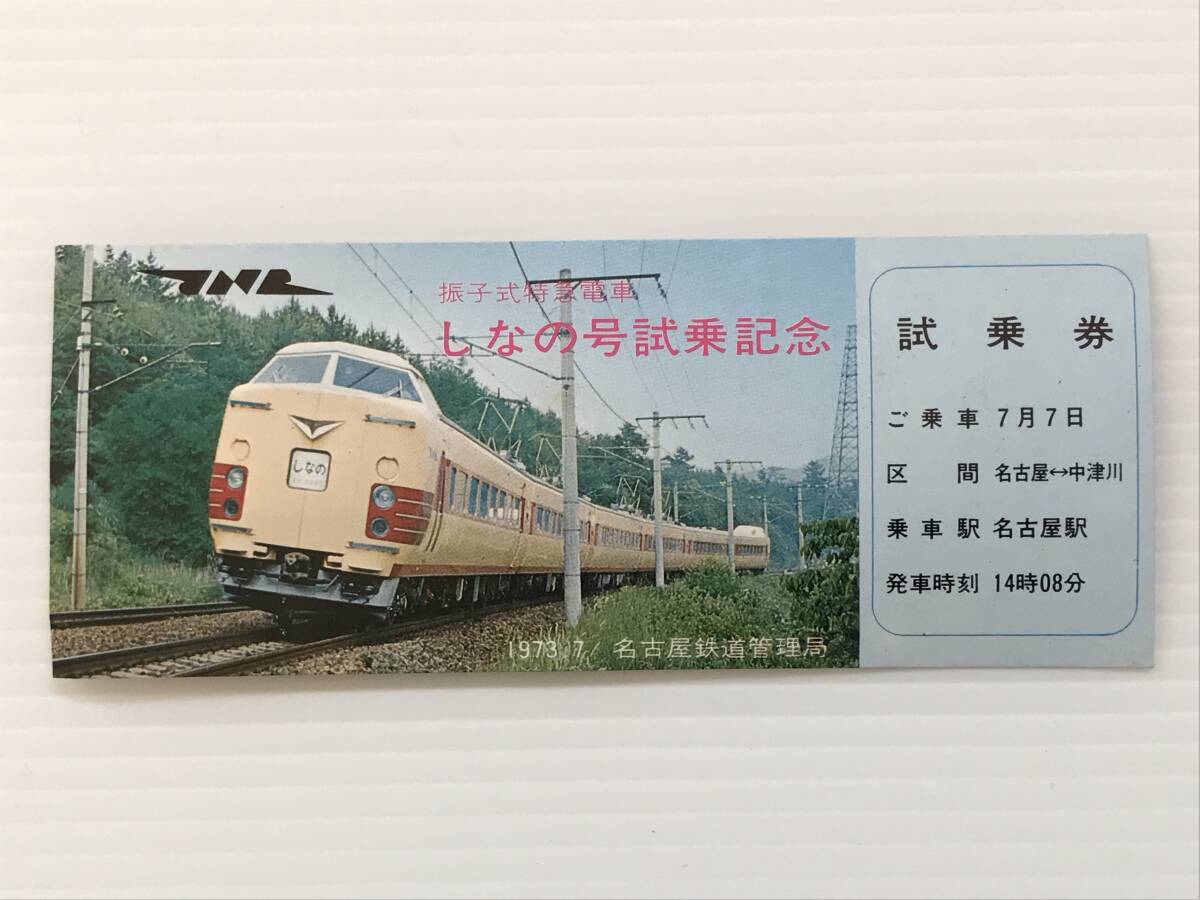 JNR
振子式特急電車
しなの号試乗記念
しなの
1973.7 名古屋鉄道管理局
試乗券
ご乗車 7月7日
区間 名古屋↔中津川
乗車駅 名古屋駅
発車時刻 14時08分